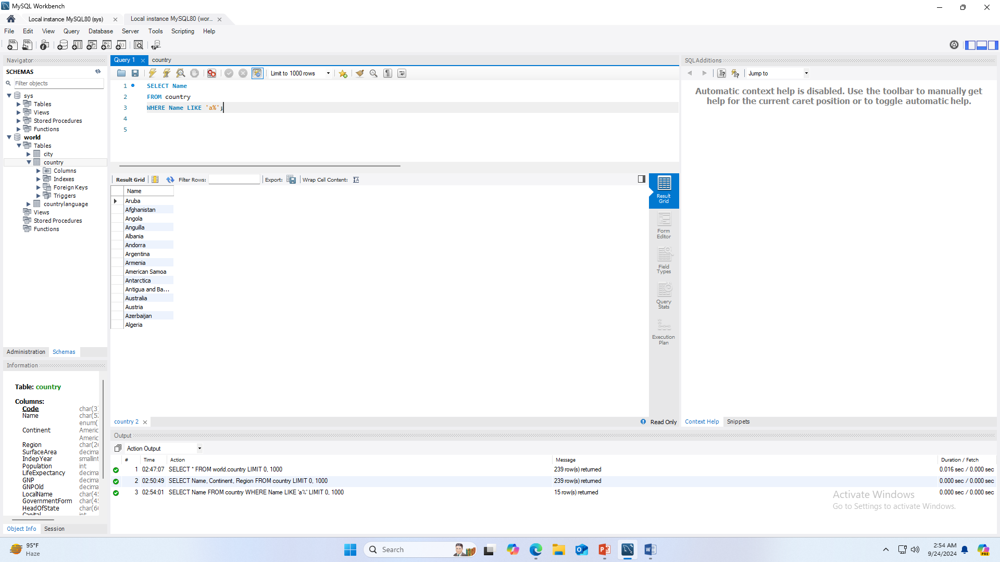 MySQL Workbench
Local instance MySQL80 (sys)
Local instance MySQL80 (wor...
File Edit View Query Database Server Tools Scripting Help
Navigator
SCHEMAS
Filter objects
sys
Tables
Views
Stored Procedures
Functions
world
Tables
city
country
Columns
Indexes
Foreign Keys
Triggers
countrylanguage
Views
Stored Procedures
Functions
Administration Schemas
Information
Table: country
Columns:
Code char(3)
Name char(52
enum(
Continent Americ
Americ
Region char(26
SurfaceArea decima
IndepYear smallint
Population int
LifeExpectancy decima
GNP decima
GNPOld decima
LocalName char(45
GovernmentForm char(45
HeadOfState char(60
Capital int
Object Info Session
Query 1 country
Limit to 1000 rows
1 SELECT Name
2 FROM country
3 WHERE Name LIKE 'a%';
4
5
Result Grid Filter Rows: Export: Wrap Cell Content:
Name
Aruba
Afghanistan
Angola
Anguilla
Albania
Andorra
Argentina
Armenia
American Samoa
Antarctica
Antigua and Ba...
Australia
Austria
Azerbaijan
Algeria
Result
Grid
Form
Editor
Field
Types
Query
Stats
Execution
Plan
country 2
Read Only
SQLAdditions
Jump to
Automatic context help is disabled. Use the toolbar to manually get
help for the current caret position or to toggle automatic help.
Context Help Snippets
Output
Action Output
# Time Action Message Duration / Fetch
1 02:47:07 SELECT * FROM world.country LIMIT 0, 1000 239 row(s) returned 0.016 sec / 0.000 sec
2 02:50:49 SELECT Name, Continent, Region FROM country LIMIT 0, 1000 239 row(s) returned 0.000 sec / 0.000 sec
3 02:54:01 SELECT Name FROM country WHERE Name LIKE 'a%' LIMIT 0, 1000 15 row(s) returned 0.000 sec / 0.000 sec
Activate Windows
Go to Settings to activate Windows.
95°F
Haze
Search
2:54 AM
9/24/2024
PRE